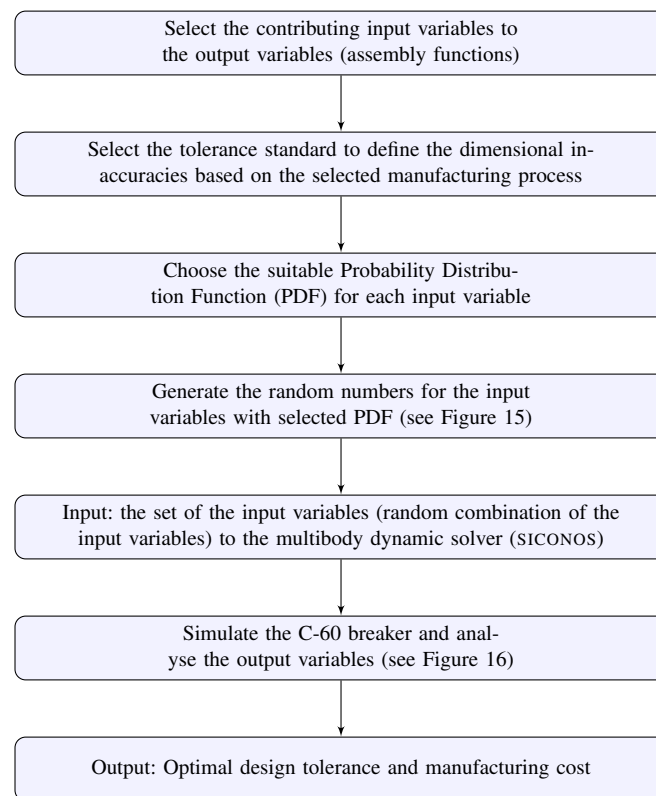 Select the contributing input variables to
the output variables (assembly functions)
Select the tolerance standard to define the dimensional in-
accuracies based on the selected manufacturing process
Choose the suitable Probability Distribu-
tion Function (PDF) for each input variable
Generate the random numbers for the input
variables with selected PDF (see Figure 15)
Input: the set of the input variables (random combination of the
input variables) to the multibody dynamic solver (SICONOS)
Simulate the C-60 breaker and anal-
yse the output variables (see Figure 16)
Output: Optimal design tolerance and manufacturing cost